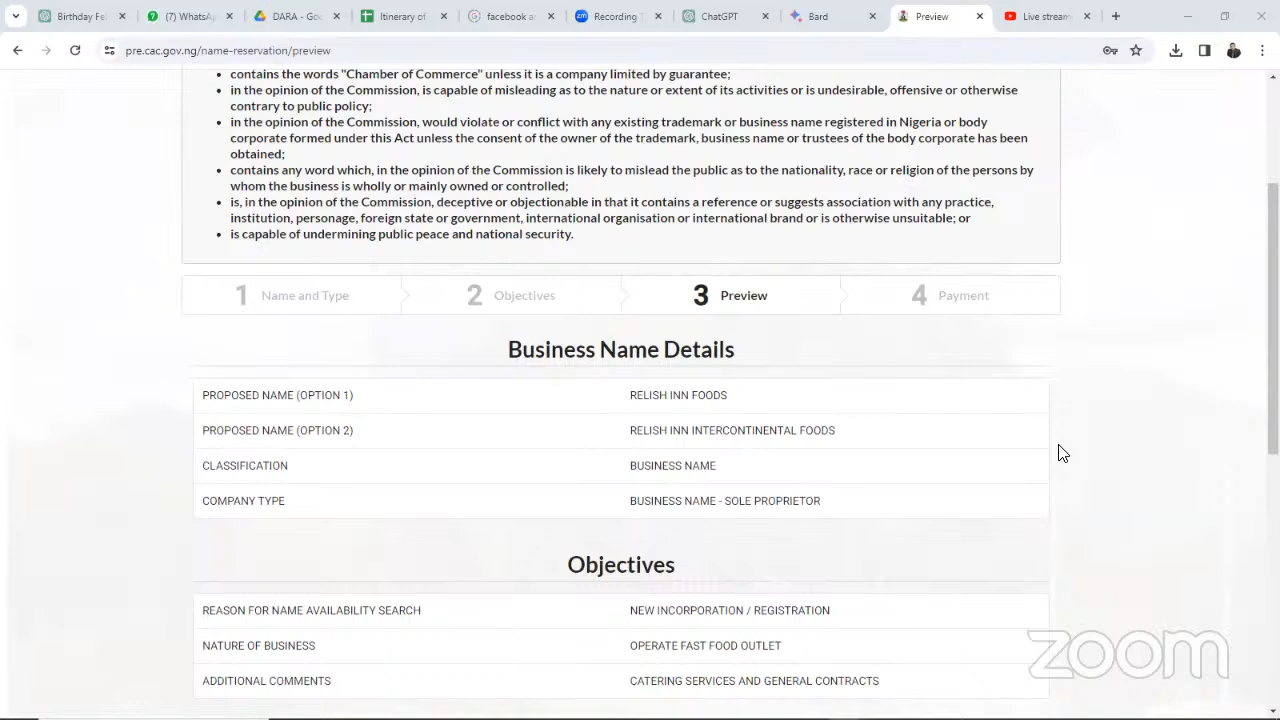 Birthday F
(7) WhatsA
DARA - Goo
Itinerary of
facebook a
Recording T
ChatGPT
Bard
Preview
Live stream
pre.cac.gov.ng/name-reservation/preview
contains the words "Chamber of Commerce" unless it is a company limited by guarantee;
in the opinion of the Commission, is capable of misleading as to the nature or extent of its activities or is undesirable, offensive or otherwise
contrary to public policy;
in the opinion of the Commission, would violate or conflict with any existing trademark or business name registered in Nigeria or body
corporate formed under this Act unless the consent of the owner of the trademark, business name or trustees of the body corporate has been
obtained;
contains any word which, in the opinion of the Commission is likely to mislead the public as to the nationality, race or religion of the persons by
whom the business is wholly or mainly owned or controlled;
is, in the opinion of the Commission, deceptive or objectionable in that it contains a reference or suggests association with any practice,
institution, personage, foreign state or government, international organisation or international brand or is otherwise unsuitable; or
is capable of undermining public peace and national security.
1 Name and Type 2 Objectives 3 Preview 4 Payment
Business Name Details
PROPOSED NAME (OPTION 1) RELISH INN FOODS
PROPOSED NAME (OPTION 2) RELISH INN INTERCONTINENTAL FOODS
CLASSIFICATION BUSINESS NAME
COMPANY TYPE BUSINESS NAME - SOLE PROPRIETOR
Objectives
REASON FOR NAME AVAILABILITY SEARCH NEW INCORPORATION / REGISTRATION
NATURE OF BUSINESS OPERATE FAST FOOD OUTLET
ADDITIONAL COMMENTS CATERING SERVICES AND GENERAL CONTRACTS
zoom